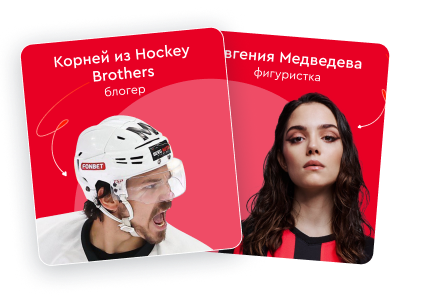 Корней из Hockey
Brothers
блогер
вгения Медведева
фигуристка
FONBET
M